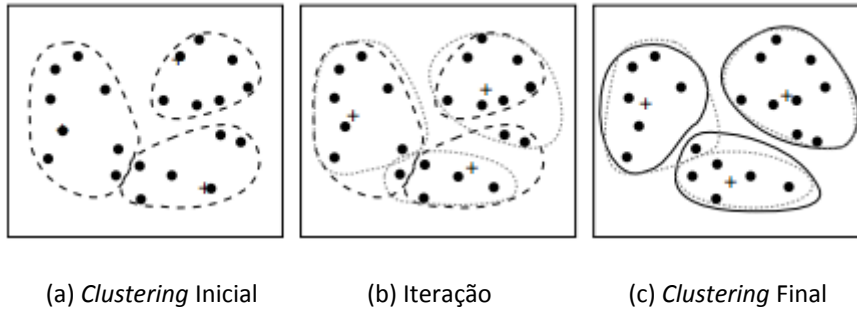 (a) Clustering Inicial
(b) Iteração
(c) Clustering Final